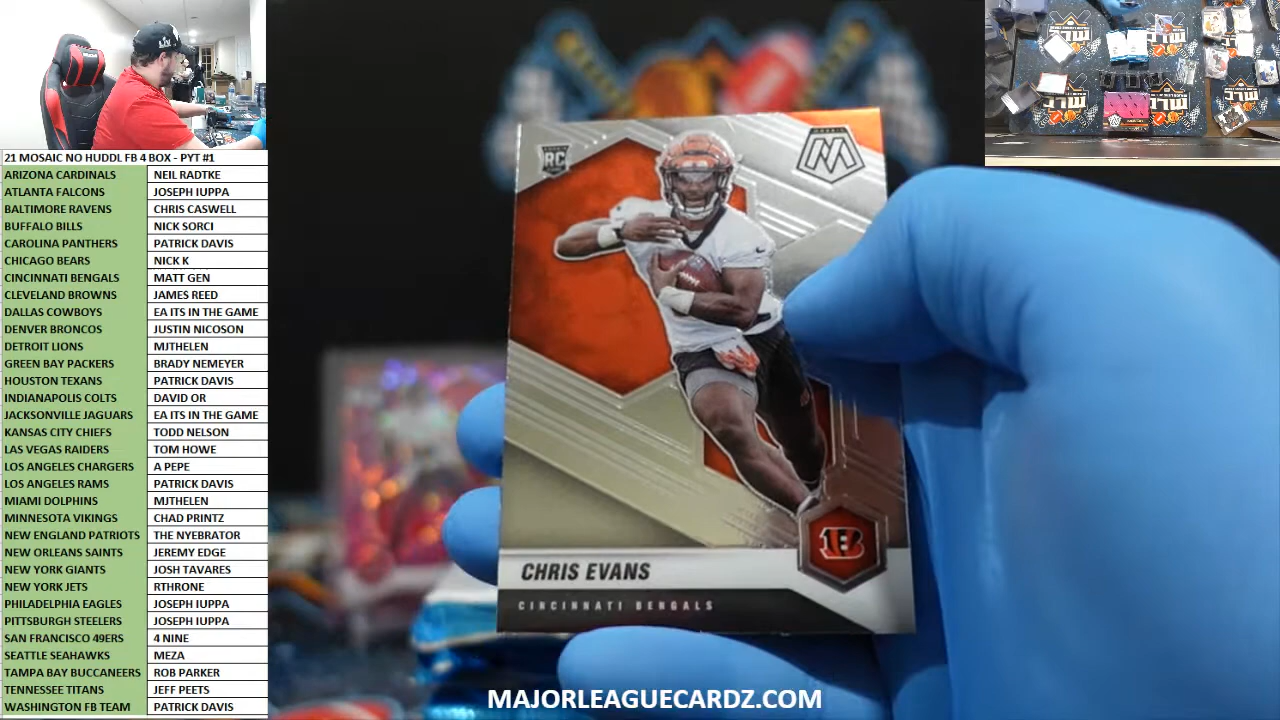 21 MOSAIC NO HUDDL FB 4 BOX - PYT #1
ARIZONA CARDINALS NEIL RADTKE
ATLANTA FALCONS JOSEPH IUPPA
BALTIMORE RAVENS CHRIS CASWELL
BUFFALO BILLS NICK SORCI
CAROLINA PANTHERS PATRICK DAVIS
CHICAGO BEARS NICK K
CINCINNATI BENGALS MATT GEN
CLEVELAND BROWNS JAMES REED
DALLAS COWBOYS EA ITS IN THE GAME
DENVER BRONCOS JUSTIN NICOSON
DETROIT LIONS MJTHELEN
GREEN BAY PACKERS BRADY NEMEYER
HOUSTON TEXANS PATRICK DAVIS
INDIANAPOLIS COLTS DAVID OR
JACKSONVILLE JAGUARS EA ITS IN THE GAME
KANSAS CITY CHIEFS TODD NELSON
LAS VEGAS RAIDERS TOM HOWE
LOS ANGELES CHARGERS A PEPE
LOS ANGELES RAMS PATRICK DAVIS
MIAMI DOLPHINS MJTHELEN
MINNESOTA VIKINGS CHAD PRINTZ
NEW ENGLAND PATRIOTS THE NYEBRATOR
NEW ORLEANS SAINTS JEREMY EDGE
NEW YORK GIANTS JOSH TAVARES
NEW YORK JETS RTHRONE
PHILADELPHIA EAGLES JOSEPH IUPPA
PITTSBURGH STEELERS JOSEPH IUPPA
SAN FRANCISCO 49ERS 4 NINE
SEATTLE SEAHAWKS MEZA
TAMPA BAY BUCCANEERS ROB PARKER
TENNESSEE TITANS JEFF PEETS
WASHINGTON FB TEAM PATRICK DAVIS
RC
MOSAIC
M
B
CHRIS EVANS
CINCINNATI BENGALS
MAJORLEAGUECARDZ.COM